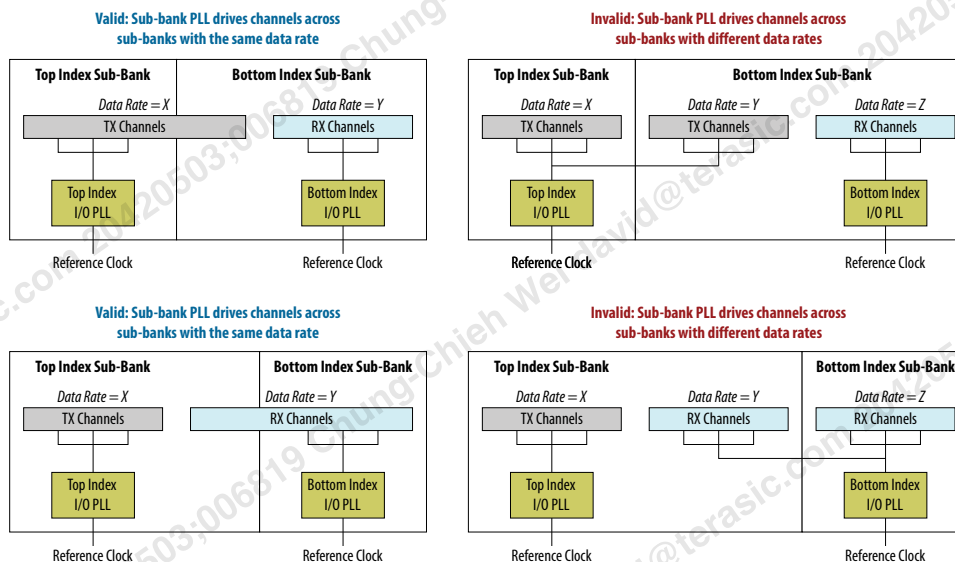 Valid: Sub-bank PLL drives channels across
sub-banks with the same data rate
Top Index Sub-Bank
Bottom Index Sub-Bank
Data Rate = X
Data Rate = Y
TX Channels
RX Channels
Top Index
I/O PLL
Bottom Index
I/O PLL
Reference Clock
Reference Clock
Invalid: Sub-bank PLL drives channels across
sub-banks with different data rates
Top Index Sub-Bank
Bottom Index Sub-Bank
Data Rate = X
Data Rate = Y
Data Rate = Z
TX Channels
TX Channels
RX Channels
Top Index
I/O PLL
Bottom Index
I/O PLL
Reference Clock
Reference Clock
Valid: Sub-bank PLL drives channels across
sub-banks with the same data rate
Top Index Sub-Bank
Bottom Index Sub-Bank
Data Rate = X
Data Rate = Y
TX Channels
RX Channels
Top Index
I/O PLL
Bottom Index
I/O PLL
Reference Clock
Reference Clock
Invalid: Sub-bank PLL drives channels across
sub-banks with different data rates
Top Index Sub-Bank
Bottom Index Sub-Bank
Data Rate = X
Data Rate = Y
Data Rate = Z
TX Channels
RX Channels
RX Channels
Top Index
I/O PLL
Bottom Index
I/O PLL
Reference Clock
Reference Clock